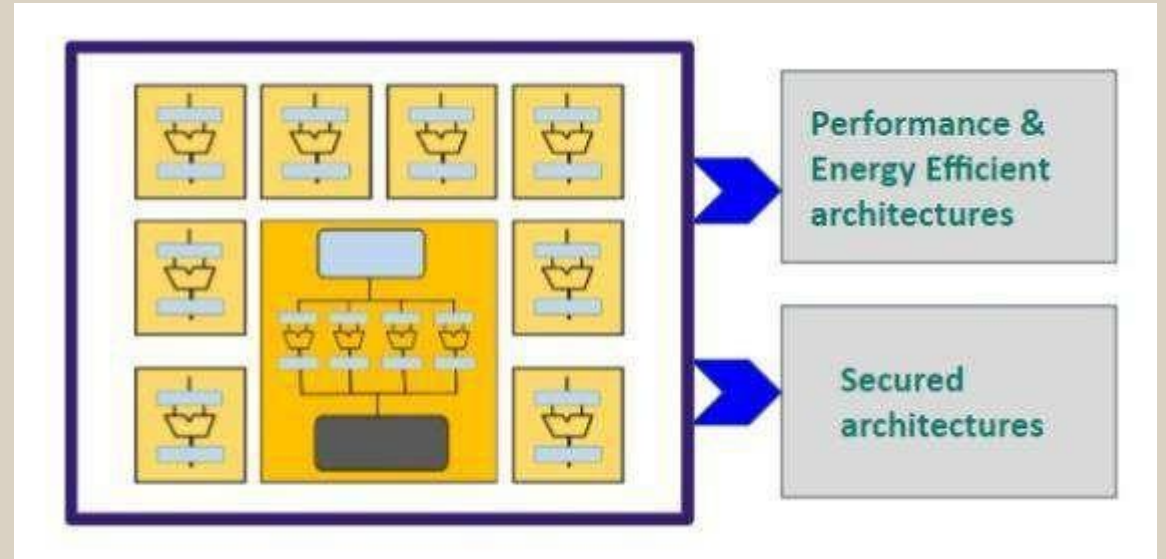 Performance &
Energy Efficient
architectures
Secured
architectures